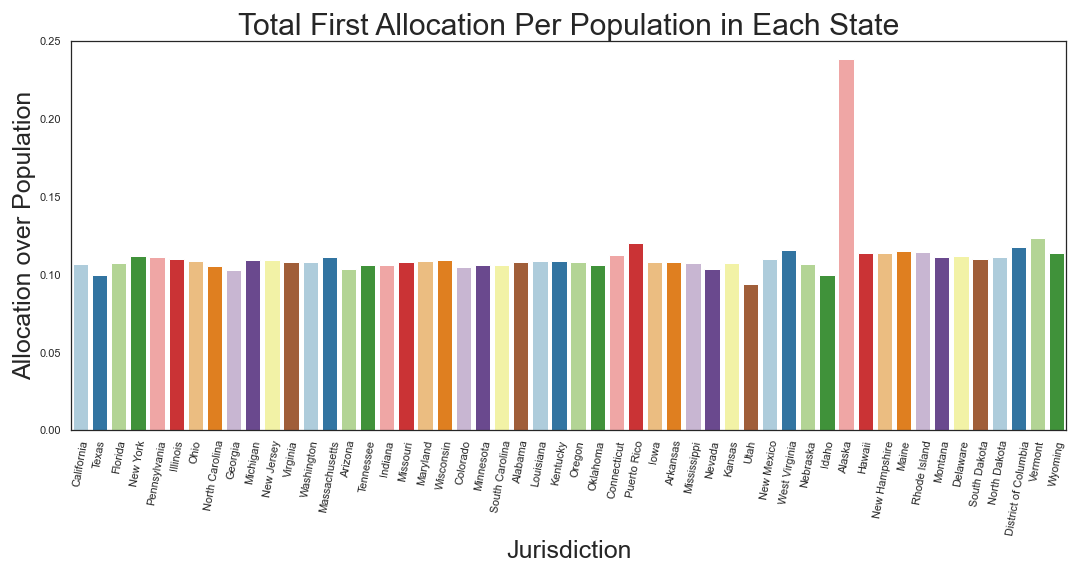 Total First Allocation Per Population in Each State
Allocation over Population
0.25
0.20
0.15
0.10
0.05
0.00
California
Texas
Florida
New York
Pennsylvania
Illinois
Ohio
North Carolina
Georgia
Michigan
New Jersey
Virginia
Washington
Massachusetts
Arizona
Tennessee
Indiana
Missouri
Maryland
Wisconsin
Colorado
Minnesota
South Carolina
Alabama
Louisiana
Kentucky
Oregon
Oklahoma
Connecticut
Puerto Rico
Iowa
Arkansas
Mississippi
Nevada
Kansas
Utah
New Mexico
West Virginia
Nebraska
Idaho
Alaska
Hawaii
New Hampshire
Maine
Rhode Island
Montana
Delaware
South Dakota
North Dakota
District of Columbia
Vermont
Wyoming
Jurisdiction